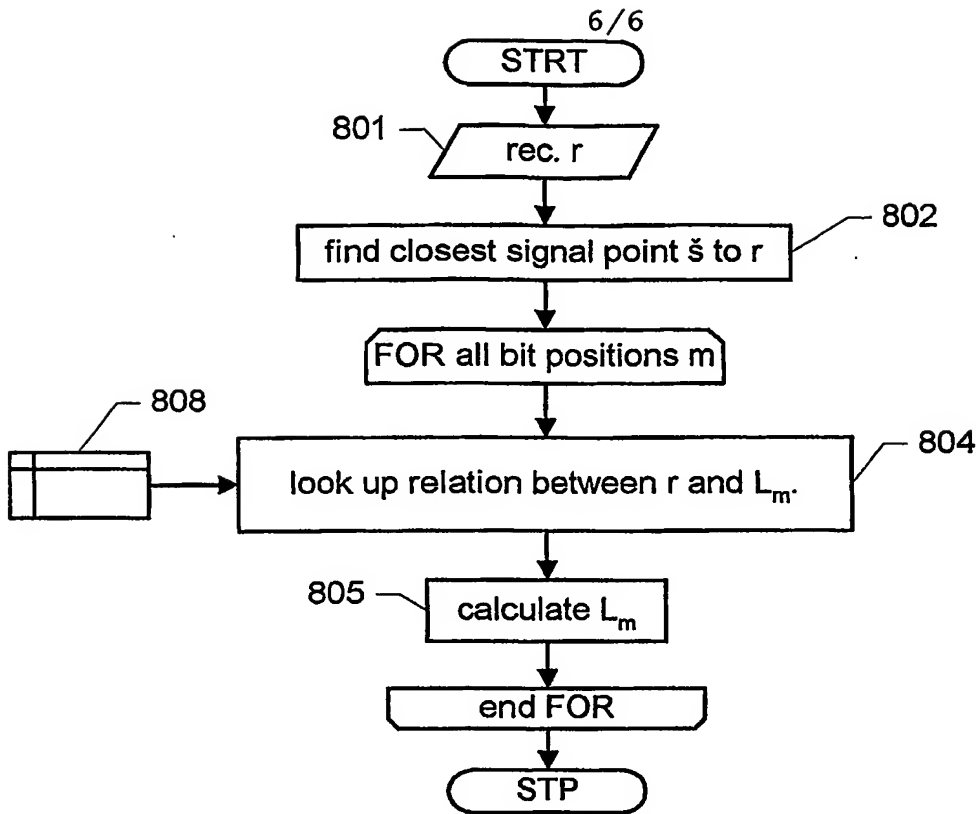 6/6
STRT
801
rec. r
802
find closest signal point š to r
FOR all bit positions m
808
804
look up relation between r and Lₘ.
805
calculate Lₘ
end FOR
STP